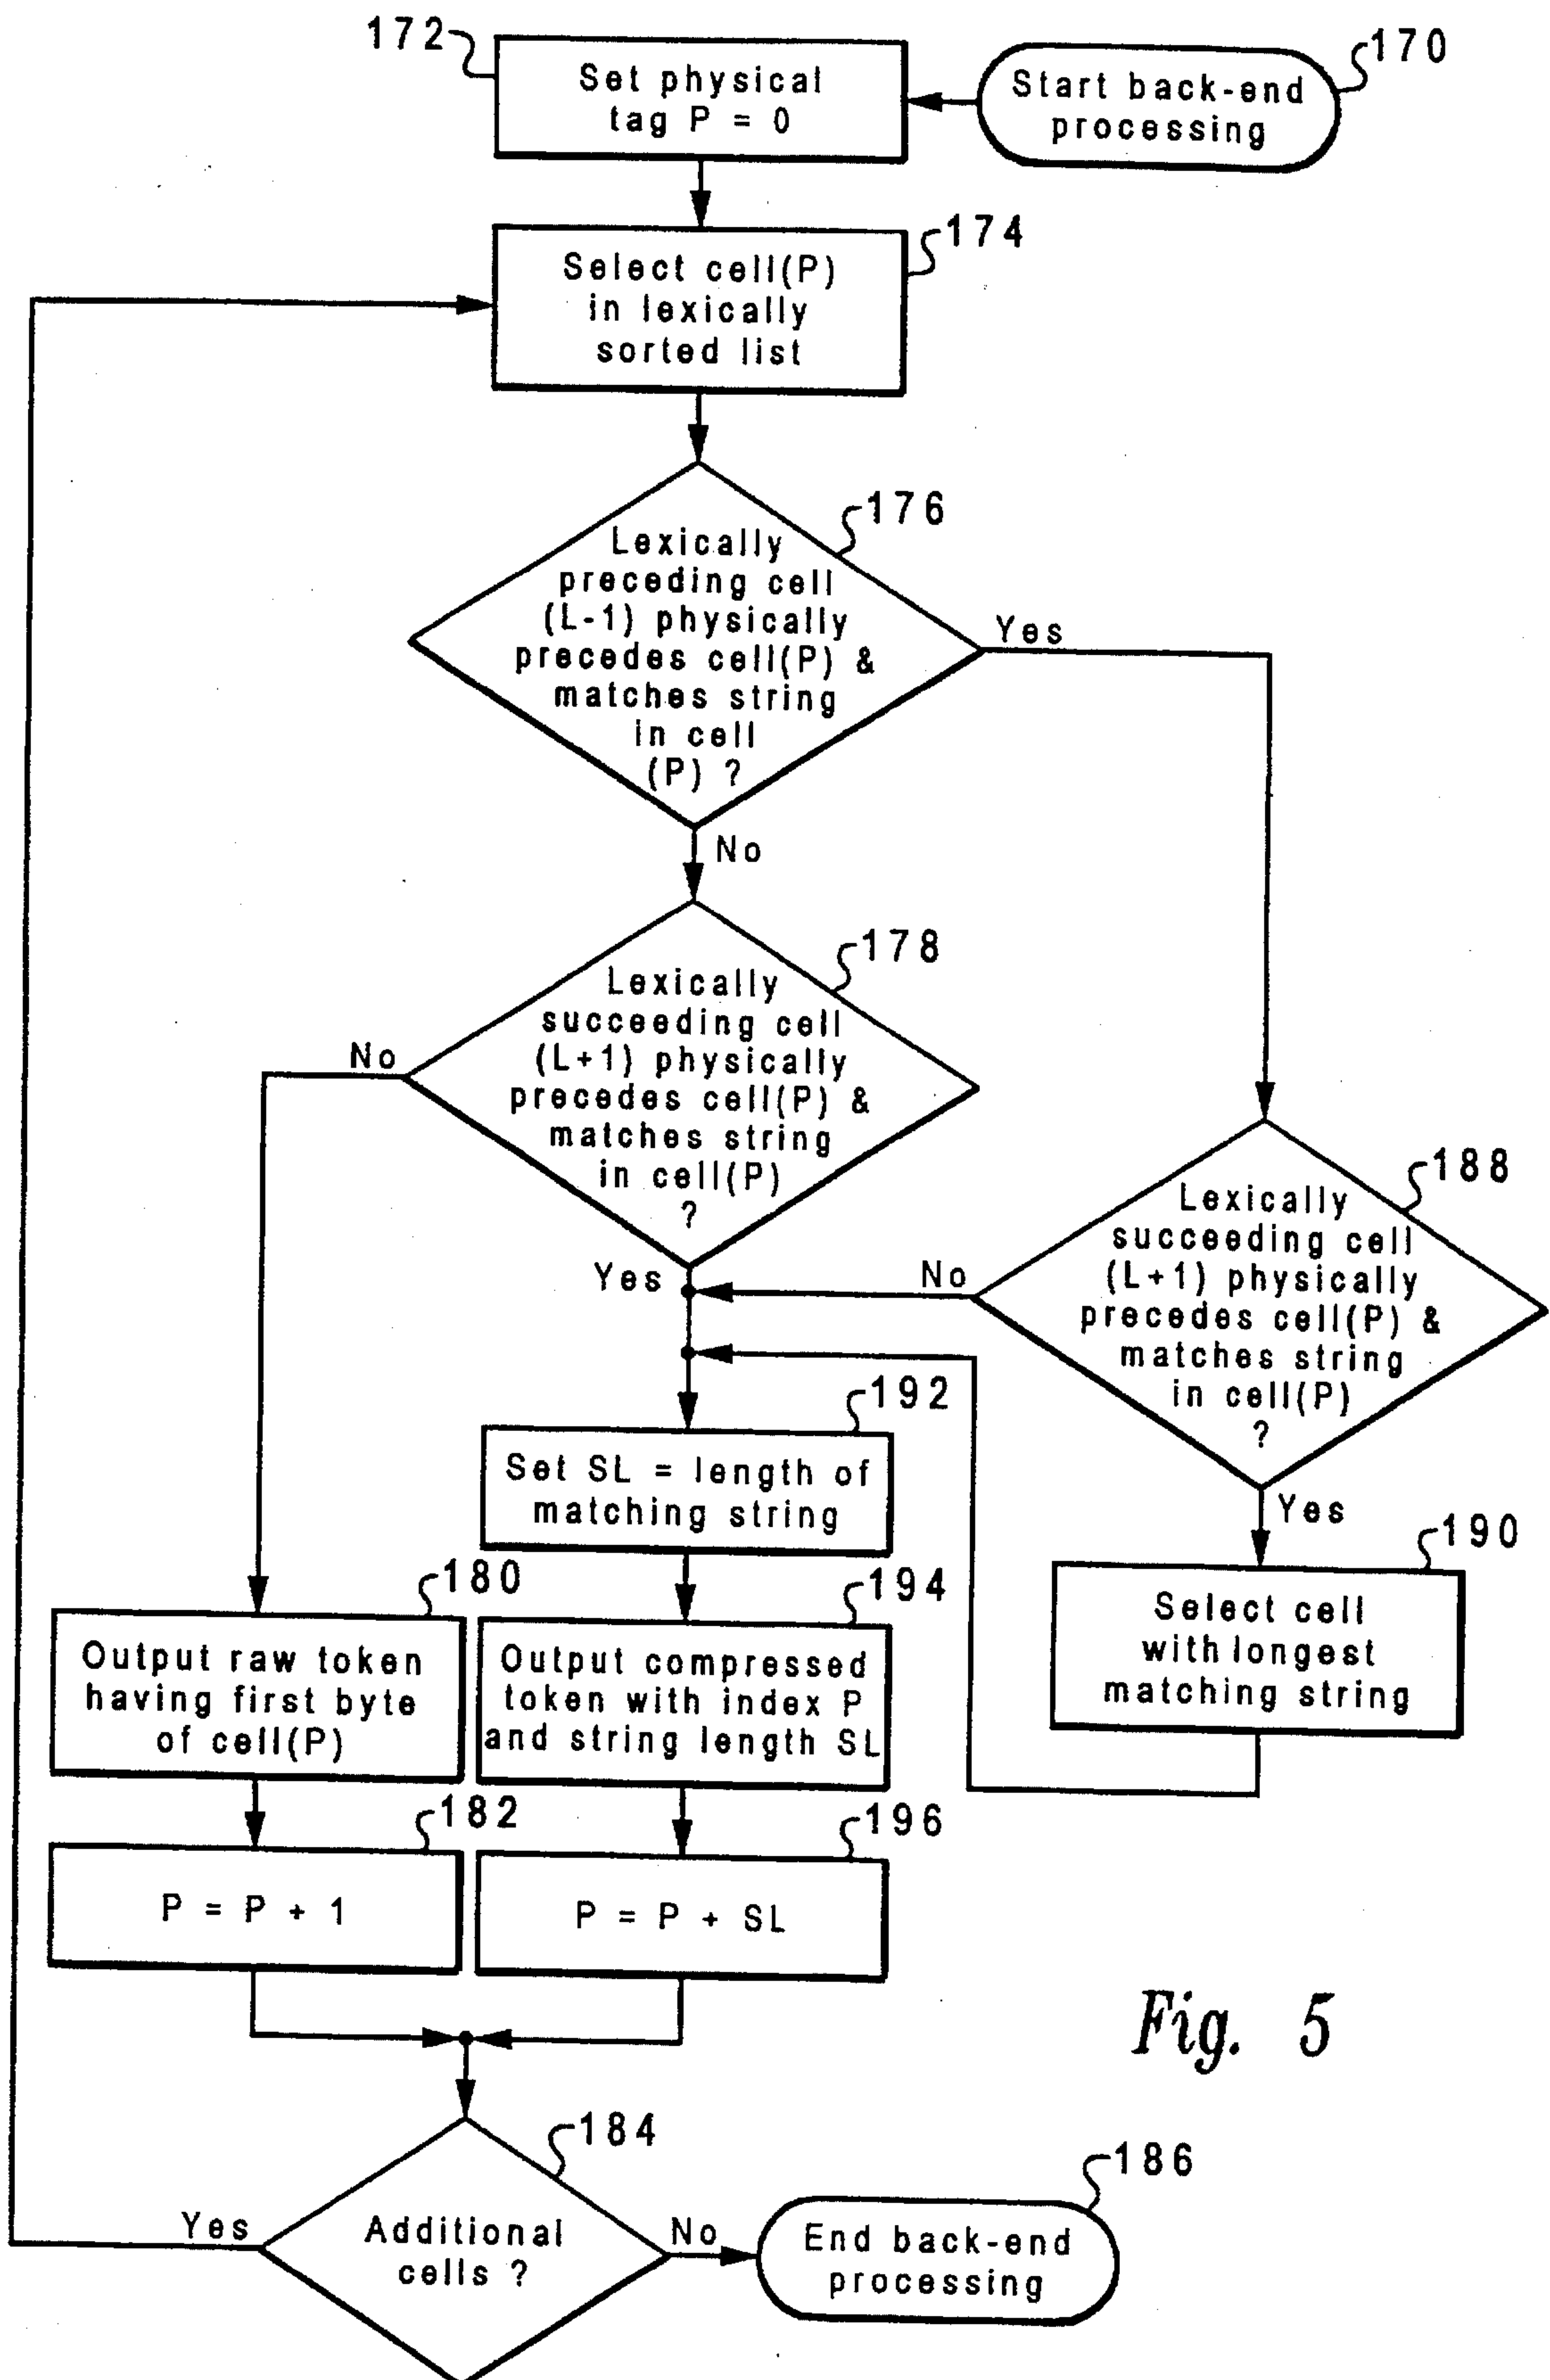 172
Set physical
tag P = 0
170
Start back-end
processing
174
Select cell(P)
in lexically
sorted list
176
Lexically
preceding cell
(L-1) physically
precedes cell(P) &
matches string
in cell
(P) ?
Yes
No
178
Lexically
succeeding cell
(L+1) physically
precedes cell(P) &
matches string
in cell(P)
?
No
Yes
188
Lexically
succeeding cell
(L+1) physically
precedes cell(P) &
matches string
in cell(P)
?
No
Yes
192
Set SL = length of
matching string
190
Select cell
with longest
matching string
180
Output raw token
having first byte
of cell(P)
194
Output compressed
token with index P
and string length SL
182
P = P + 1
196
P = P + SL
Fig. 5
184
Additional
cells ?
Yes
No
186
End back-end
processing